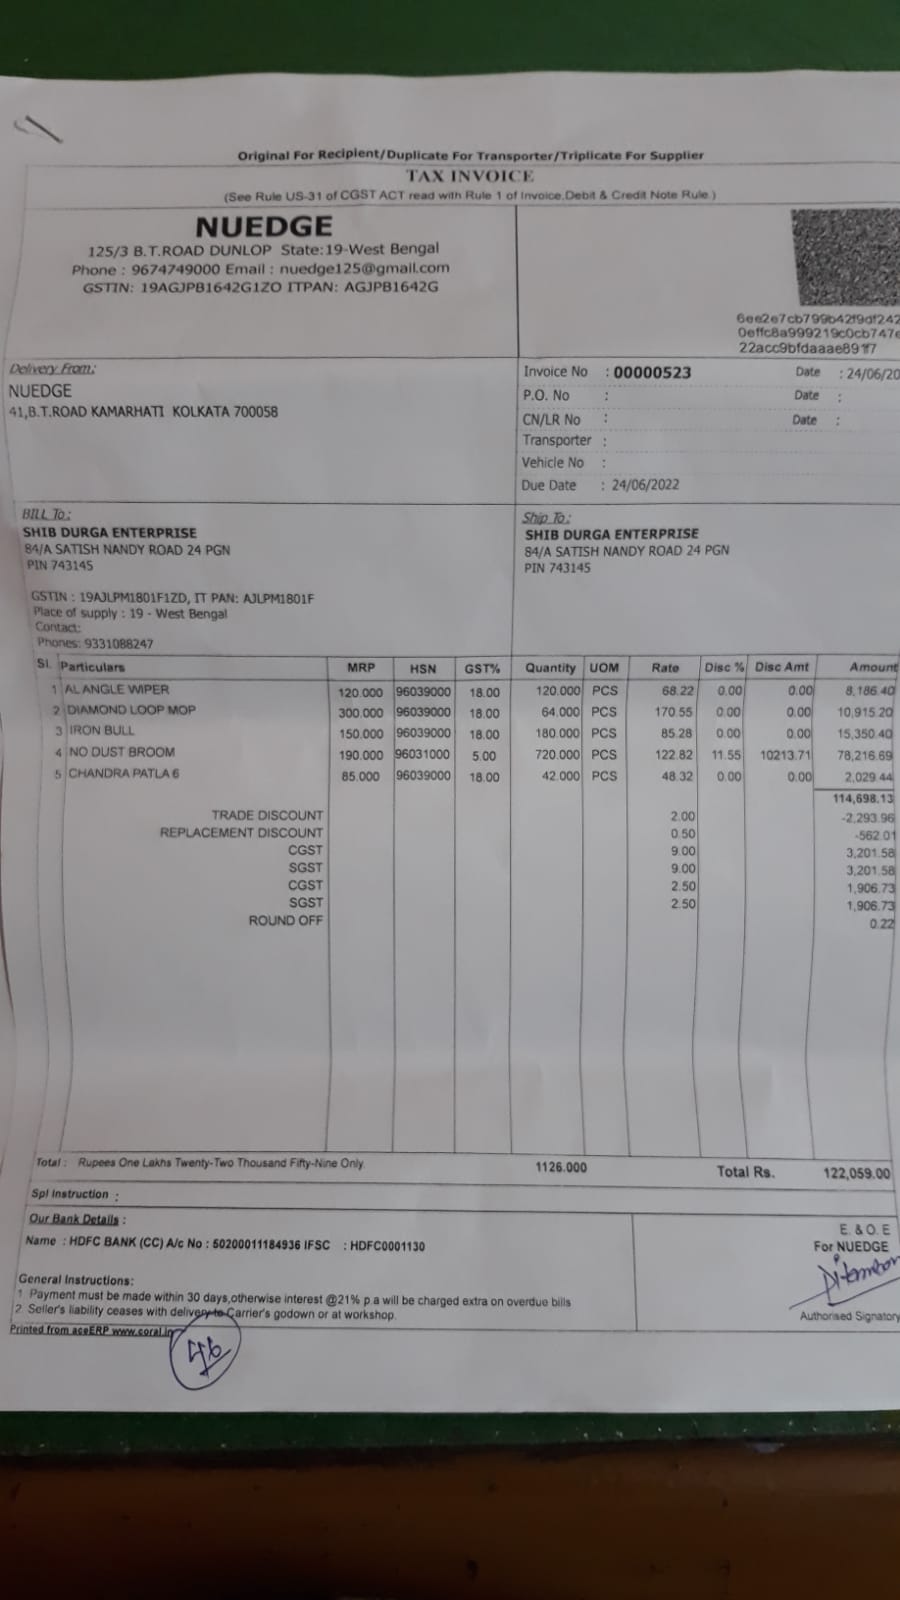 Original For Recipient/Duplicate For Transporter/Triplicate For Supplier
TAX INVOICE
(See Rule US-31 of CGST ACT read with Rule 1 of Invoice,Debit & Credit Note Rule.)
NUEDGE
125/3 B.T.ROAD DUNLOP State:19-West Bengal
Phone : 9674749000 Email : nuedge125@gmail.com
GSTIN: 19AGJPB1642G1ZO ITPAN: AGJPB1642G
6ee2e7cb799b42f9df242
0effc8a999219c0cb747e
22acc9bfdaaae891f7
Delivery From:
NUEDGE
41,B.T.ROAD KAMARHATI KOLKATA 700058
Invoice No : 00000523 Date : 24/06/20
P.O. No : Date :
CN/LR No : Date :
Transporter :
Vehicle No :
Due Date : 24/06/2022
BILL To:
SHIB DURGA ENTERPRISE
84/A SATISH NANDY ROAD 24 PGN
PIN 743145
GSTIN : 19AJLPM1801F1ZD, IT PAN: AJLPM1801F
Place of supply : 19 - West Bengal
Contact:
Phones: 9331088247
Ship To:
SHIB DURGA ENTERPRISE
84/A SATISH NANDY ROAD 24 PGN
PIN 743145
Sl. Particulars MRP HSN GST% Quantity UOM Rate Disc % Disc Amt Amount
1 AL ANGLE WIPER 120.000 96039000 18.00 120.000 PCS 68.22 0.00 0.00 8,186.40
2 DIAMOND LOOP MOP 300.000 96039000 18.00 64.000 PCS 170.55 0.00 0.00 10,915.20
3 IRON BULL 150.000 96039000 18.00 180.000 PCS 85.28 0.00 0.00 15,350.40
4 NO DUST BROOM 190.000 96031000 5.00 720.000 PCS 122.82 11.55 10213.71 78,216.69
5 CHANDRA PATLA 6 85.000 96039000 18.00 42.000 PCS 48.32 0.00 0.00 2,029.44
114,698.13
TRADE DISCOUNT 2.00 -2,293.96
REPLACEMENT DISCOUNT 0.50 -562.01
CGST 9.00 3,201.58
SGST 9.00 3,201.58
CGST 2.50 1,906.73
SGST 2.50 1,906.73
ROUND OFF 0.22
Total : Rupees One Lakhs Twenty-Two Thousand Fifty-Nine Only. 1126.000 Total Rs. 122,059.00
Spl Instruction :
Our Bank Details :
Name : HDFC BANK (CC) A/c No : 50200011184936 IFSC : HDFC0001130
E. & O. E
For NUEDGE
General Instructions:
1 Payment must be made within 30 days,otherwise interest @21% p.a will be charged extra on overdue bills
2. Seller's liability ceases with delivery to Carrier's godown or at workshop.
Authorised Signatory
Printed from aceERP www.coral.in
46